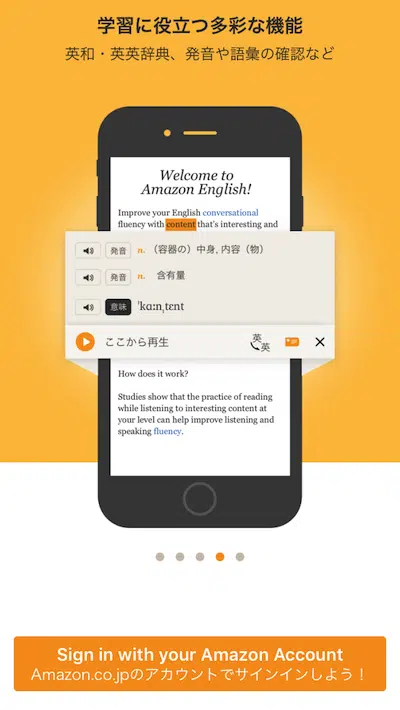 学習に役立つ多彩な機能
英和・英英辞典、発音や語彙の確認など
Welcome to
Amazon English!
Improve your English conversational
fluency with content that's interesting and
発音 n. （容器の）中身, 内容（物）
発音 n. 含有量
意味 'ka:n,tɛnt
ここから再生
英
英
How does it work?
Studies show that the practice of reading
while listening to interesting content at
your level can help improve listening and
speaking fluency.
Sign in with your Amazon Account
Amazon.co.jpのアカウントでサインインしよう！